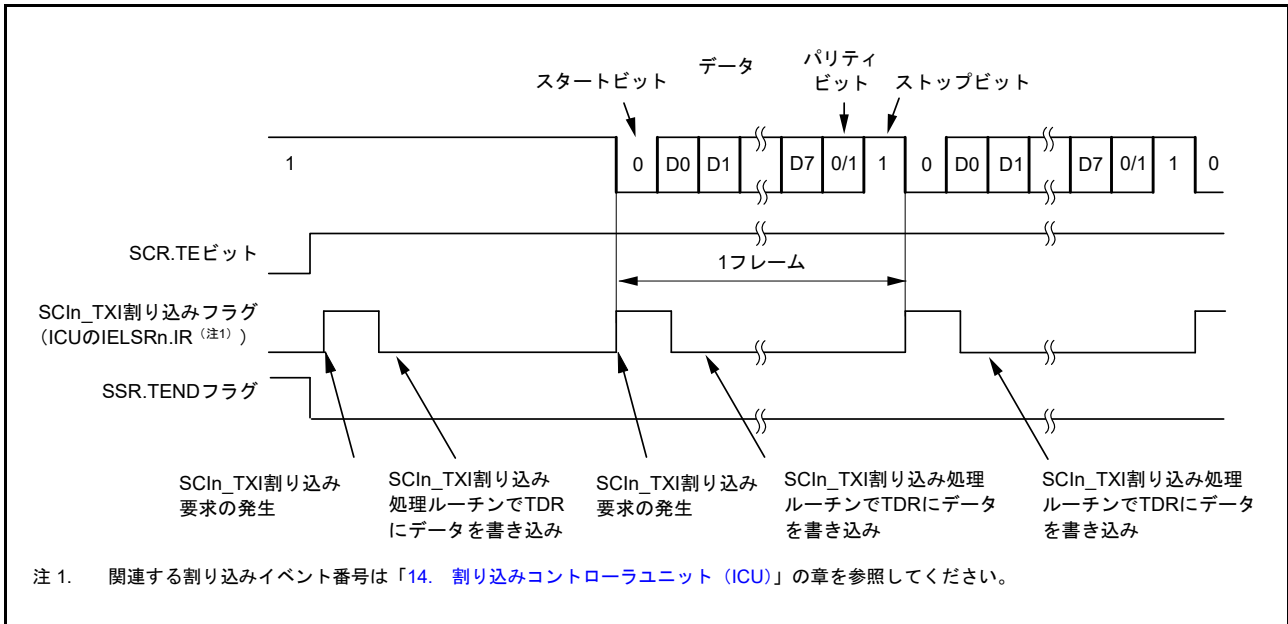 スタートビット
データ
パリティ
ビット
ストップビット
1
0
D0
D1
D7
0/1
1
0
D0
D1
D7
0/1
1
0
SCR.TEビット
1フレーム
SCIn_TXI割り込みフラグ
(ICUのIELSRn.IR (注1) )
SSR.TENDフラグ
SCIn_TXI割り込み
要求の発生
SCIn_TXI割り込み
処理ルーチンでTDR
にデータを書き込み
SCIn_TXI割り込み
要求の発生
SCIn_TXI割り込み処理
ルーチンでTDRにデータ
を書き込み
SCIn_TXI割り込み処理
ルーチンでTDRにデータ
を書き込み
注 1. 関連する割り込みイベント番号は「14. 割り込みコントローラユニット（ICU）」の章を参照してください。